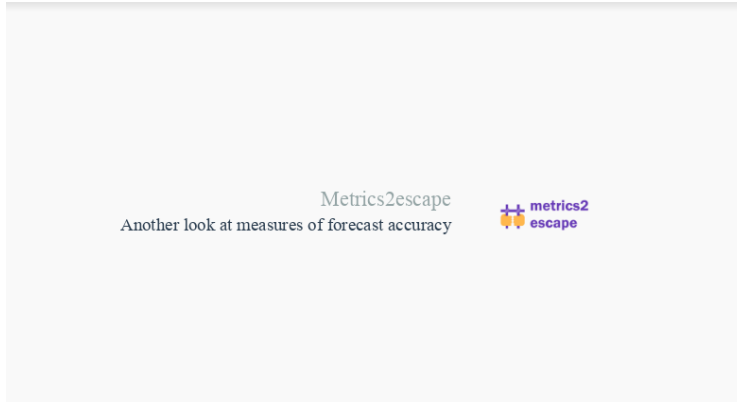 Metrics2escape
Another look at measures of forecast accuracy
metrics2
escape